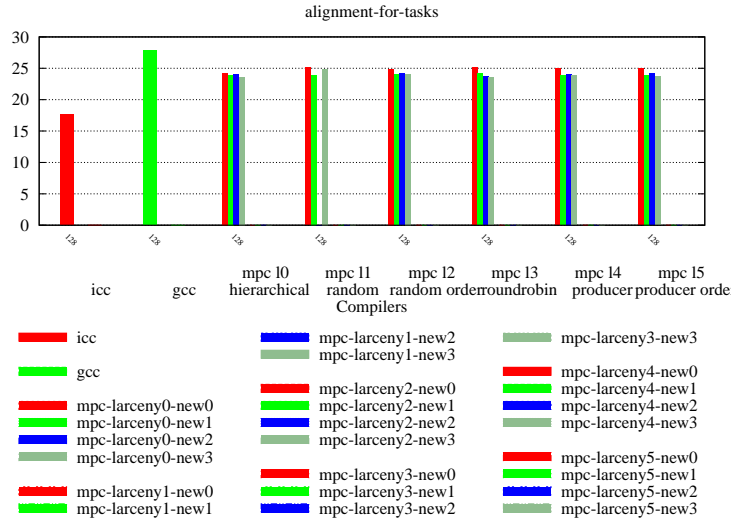 alignment-for-tasks
30
25
20
15
10
5
0
128 128 128 128 128 128 128 128
mpc l0 mpc l1 mpc l2 mpc l3 mpc l4 mpc l5
icc gcc hierarchical random random order roundrobin producer producer order
Compilers
icc
gcc
mpc-larceny0-new0
mpc-larceny0-new1
mpc-larceny0-new2
mpc-larceny0-new3
mpc-larceny1-new0
mpc-larceny1-new1
mpc-larceny1-new2
mpc-larceny1-new3
mpc-larceny2-new0
mpc-larceny2-new1
mpc-larceny2-new2
mpc-larceny2-new3
mpc-larceny3-new0
mpc-larceny3-new1
mpc-larceny3-new2
mpc-larceny3-new3
mpc-larceny4-new0
mpc-larceny4-new1
mpc-larceny4-new2
mpc-larceny4-new3
mpc-larceny5-new0
mpc-larceny5-new1
mpc-larceny5-new2
mpc-larceny5-new3